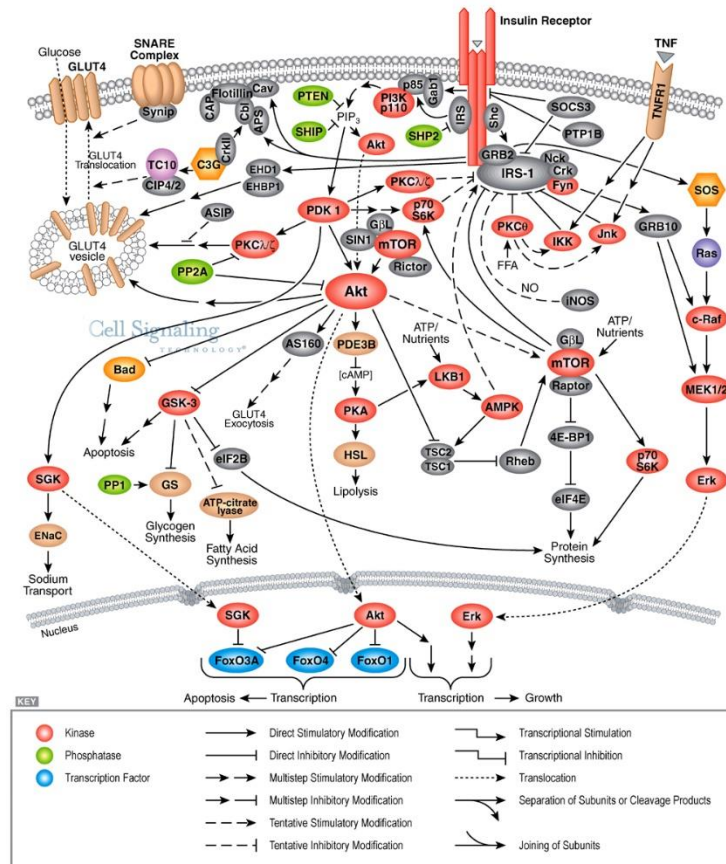 Insulin Receptor
SNARE
Complex
Glucose
GLUT4
TNF
Synip
Flotillin
Cav
CAP
Cbl
APS
CrkII
PTEN
PIP3
SHIP
Akt
PI3K
p110
p85
Gab1
IRS
SHP2
Shc
SOCS3
PTP1B
TNFR1
GLUT4
Translocation
TC10
C3G
CIP4/2
EHD1
EHBP1
GRB2
IRS-1
Nck
Crk
Fyn
SOS
PKCλ/ζ
ASIP
PDK 1
p70
S6K
GLUT4
vesicle
PKCλ/ζ
PP2A
SIN1
GβL
mTOR
Rictor
PKCθ
FFA
IKK
Jnk
GRB10
Ras
Akt
NO
iNOS
c-Raf
Cell Signaling
TECHNOLOGY®
AS160
PDE3B
ATP/
Nutrients
GβL
mTOR
Raptor
ATP/
Nutrients
Bad
[cAMP]
LKB1
MEK1/2
GSK-3
GLUT4
Exocytosis
PKA
AMPK
Apoptosis
eIF2B
HSL
TSC2
TSC1
Rheb
4E-BP1
p70
S6K
SGK
PP1
GS
Lipolysis
Erk
ATP-citrate
lyase
eIF4E
ENaC
Glycogen
Synthesis
Fatty Acid
Synthesis
Protein
Synthesis
Sodium
Transport
Nucleus
SGK
Akt
Erk
FoxO3A
FoxO4
FoxO1
Apoptosis
Transcription
Transcription
Growth
KEY
Kinase
Phosphatase
Transcription Factor
Direct Stimulatory Modification
Direct Inhibitory Modification
Multistep Stimulatory Modification
Multistep Inhibitory Modification
Tentative Stimulatory Modification
Tentative Inhibitory Modification
Transcriptional Stimulation
Transcriptional Inhibition
Translocation
Separation of Subunits or Cleavage Products
Joining of Subunits